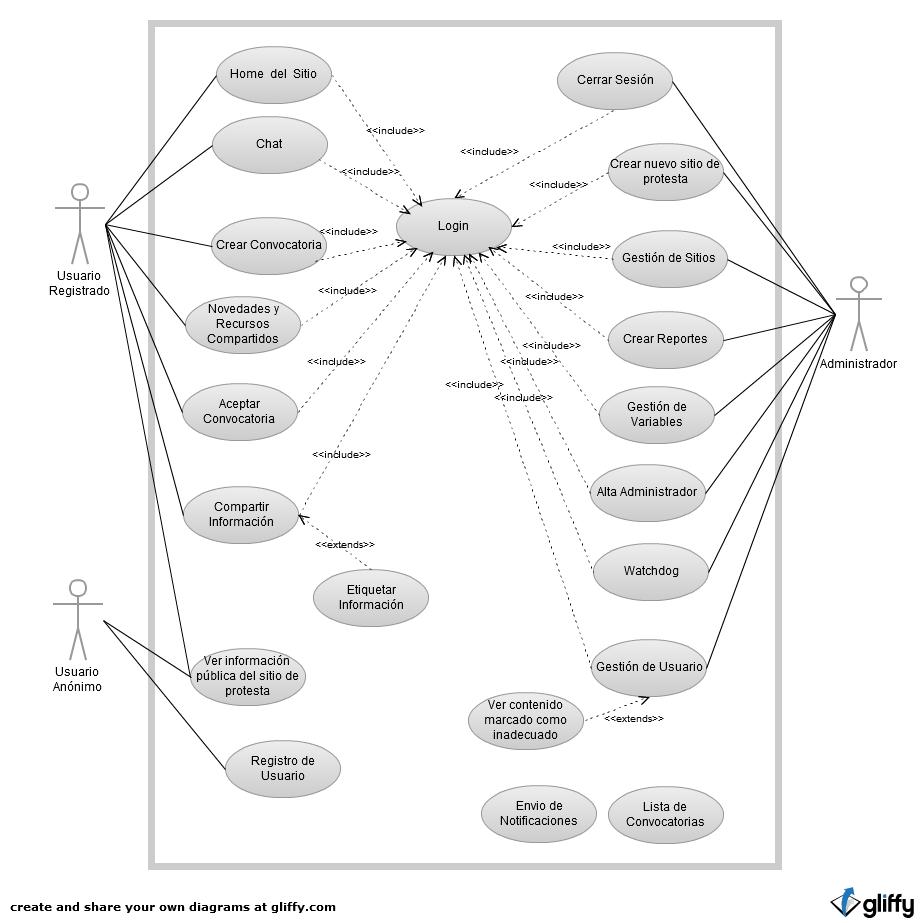 Home del Sitio
Cerrar Sesión
<<include>>
Chat
<<include>>
Crear nuevo sitio de
protesta
<<include>>
<<include>>
Login
Usuario
Registrado
Crear Convocatoria
<<include>>
<<include>>
Gestión de Sitios
Novedades y
Recursos
Compartidos
<<include>>
<<include>>
Crear Reportes
Administrador
<<include>>
<<include>>
<<include>>
<<include>>
<<include>>
Aceptar
Convocatoria
Gestión de
Variables
<<include>>
Compartir
Información
Alta Administrador
<<extends>>
Etiquetar
Información
Watchdog
Usuario
Anónimo
Ver información
pública del sitio de
protesta
Gestión de Usuario
Ver contenido
marcado como
inadecuado
<<extends>>
Registro de
Usuario
Envio de
Notificaciones
Lista de
Convocatorias
create and share your own diagrams at gliffy.com
gliffy